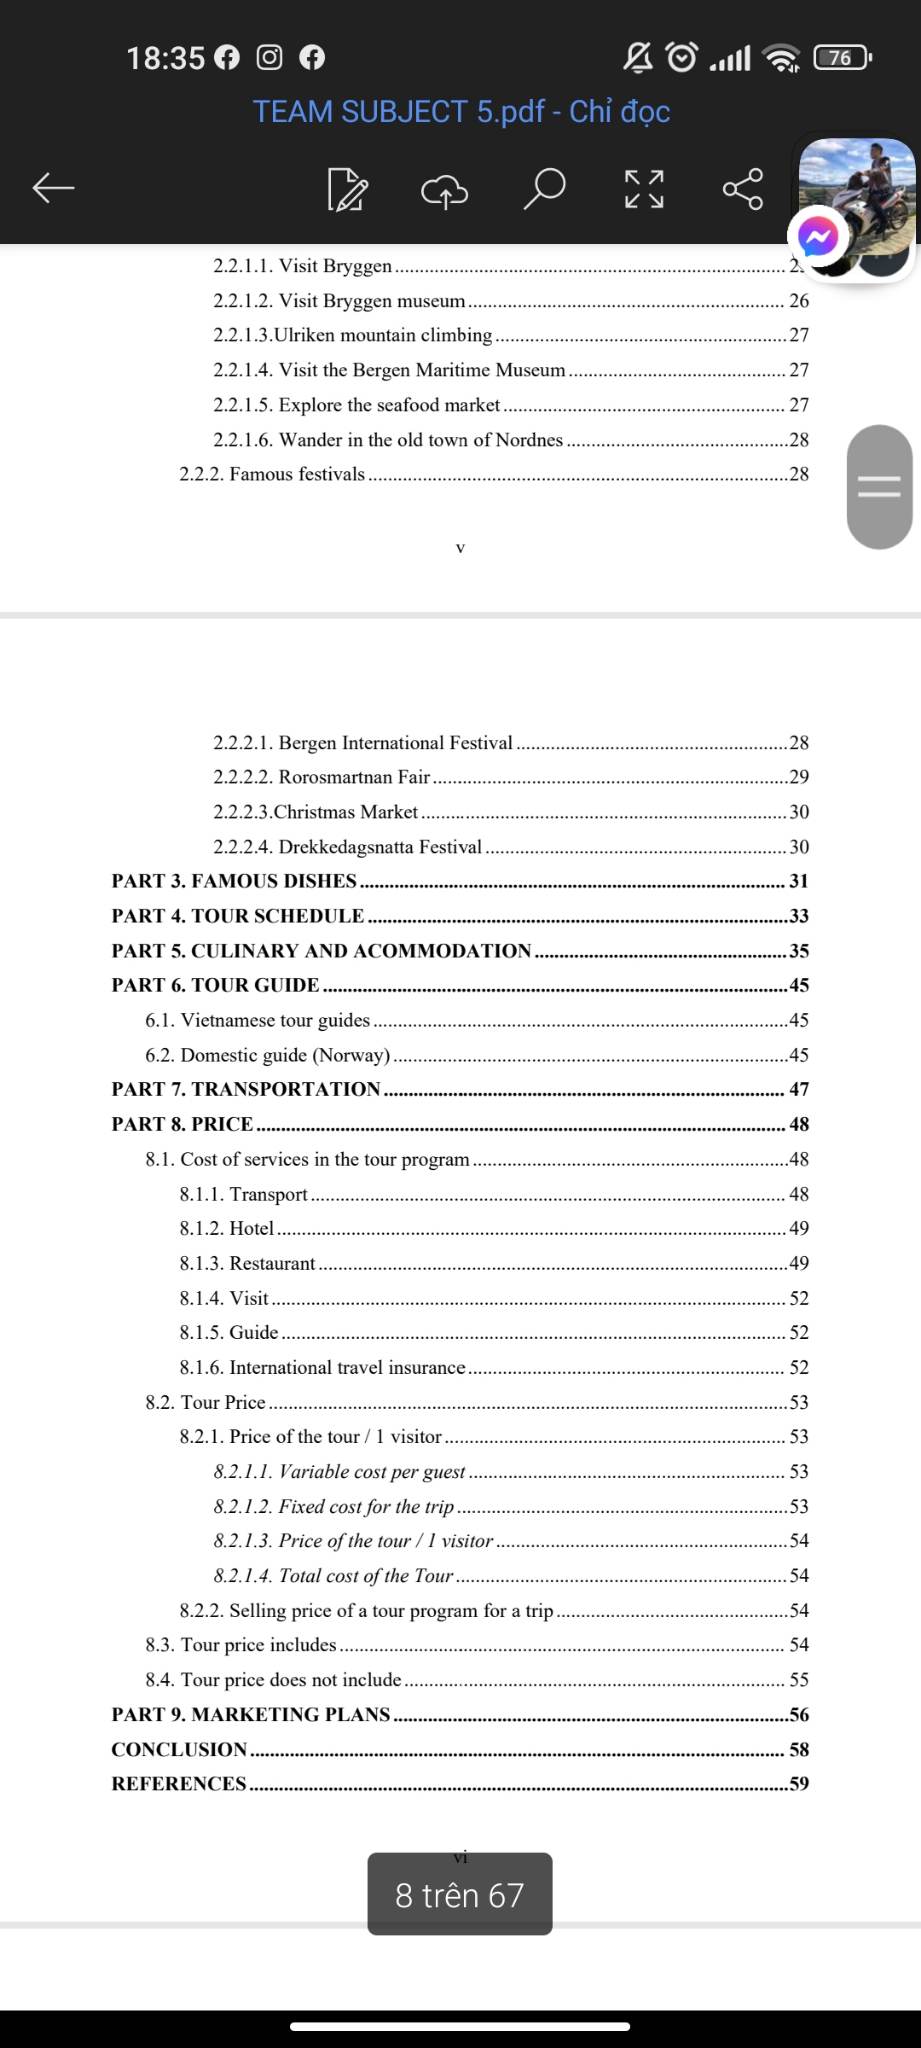 18:35
76
TEAM SUBJECT 5.pdf - Chỉ đọc
2.2.1.1. Visit Bryggen
2.2.1.2. Visit Bryggen museum 26
2.2.1.3.Ulriken mountain climbing 27
2.2.1.4. Visit the Bergen Maritime Museum 27
2.2.1.5. Explore the seafood market 27
2.2.1.6. Wander in the old town of Nordnes 28
2.2.2. Famous festivals 28
v
2.2.2.1. Bergen International Festival 28
2.2.2.2. Rorosmartnan Fair 29
2.2.2.3.Christmas Market 30
2.2.2.4. Drekkedagsnatta Festival 30
PART 3. FAMOUS DISHES 31
PART 4. TOUR SCHEDULE 33
PART 5. CULINARY AND ACOMMODATION 35
PART 6. TOUR GUIDE 45
6.1. Vietnamese tour guides 45
6.2. Domestic guide (Norway) 45
PART 7. TRANSPORTATION 47
PART 8. PRICE 48
8.1. Cost of services in the tour program 48
8.1.1. Transport 48
8.1.2. Hotel 49
8.1.3. Restaurant 49
8.1.4. Visit 52
8.1.5. Guide 52
8.1.6. International travel insurance 52
8.2. Tour Price 53
8.2.1. Price of the tour / 1 visitor 53
8.2.1.1. Variable cost per guest 53
8.2.1.2. Fixed cost for the trip 53
8.2.1.3. Price of the tour / 1 visitor 54
8.2.1.4. Total cost of the Tour 54
8.2.2. Selling price of a tour program for a trip 54
8.3. Tour price includes 54
8.4. Tour price does not include 55
PART 9. MARKETING PLANS 56
CONCLUSION 58
REFERENCES 59
vi
8 trên 67